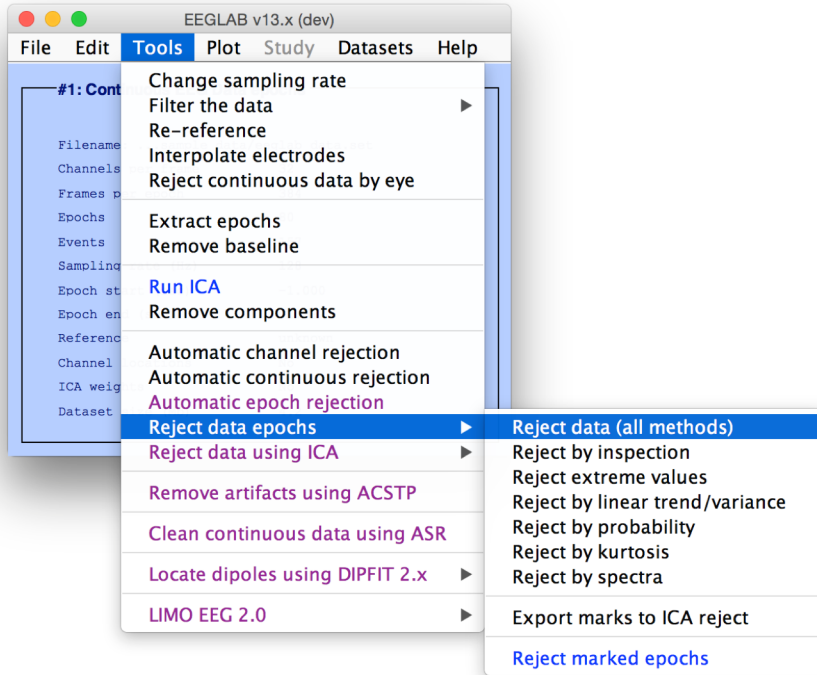 EEGLAB v13.x (dev)
File Edit Tools Plot Study Datasets Help
#1: Cont
Filename
Channels
Frames p
Epochs
Events
Sampling
Epoch st
Epoch en
Referenc
Channel
ICA weig
Dataset
Change sampling rate
Filter the data
Re-reference
Interpolate electrodes
Reject continuous data by eye
Extract epochs
Remove baseline
Run ICA
Remove components
Automatic channel rejection
Automatic continuous rejection
Automatic epoch rejection
Reject data epochs
Reject data using ICA
Remove artifacts using ACSTP
Clean continuous data using ASR
Locate dipoles using DIPFIT 2.x
LIMO EEG 2.0
Reject data (all methods)
Reject by inspection
Reject extreme values
Reject by linear trend/variance
Reject by probability
Reject by kurtosis
Reject by spectra
Export marks to ICA reject
Reject marked epochs